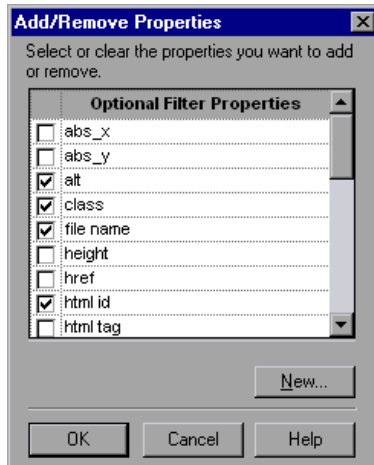 Add/Remove Properties
Select or clear the properties you want to add
or remove.
Optional Filter Properties
abs_x
abs_y
alt
class
file name
height
href
html id
html tag
New...
OK Cancel Help